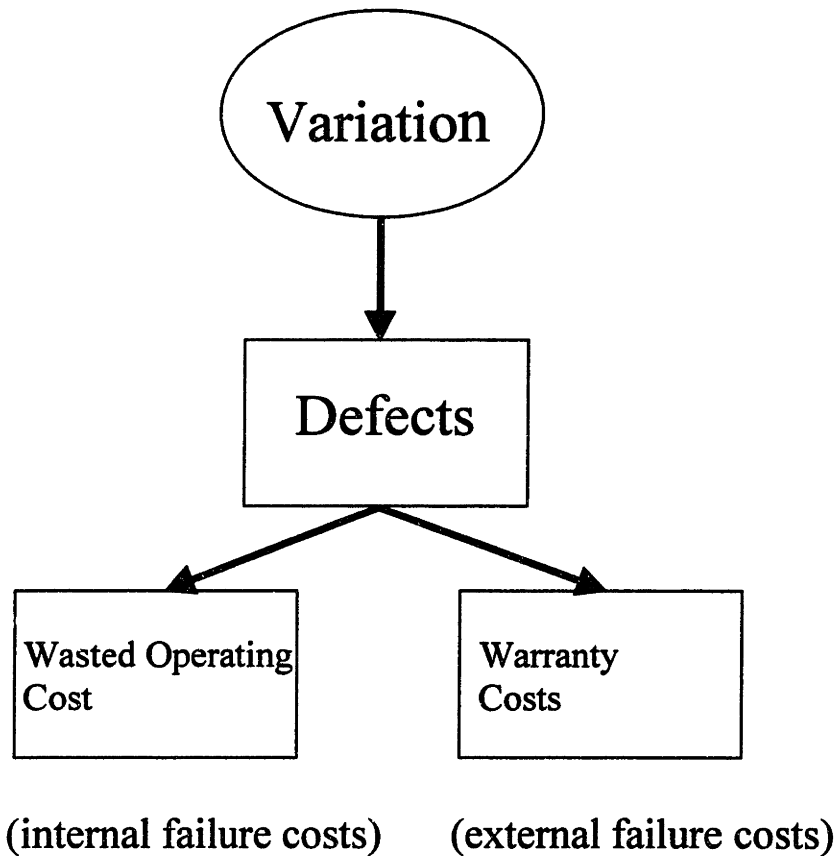 Variation
Defects
Wasted Operating
Cost
Warranty
Costs
(internal failure costs)
(external failure costs)